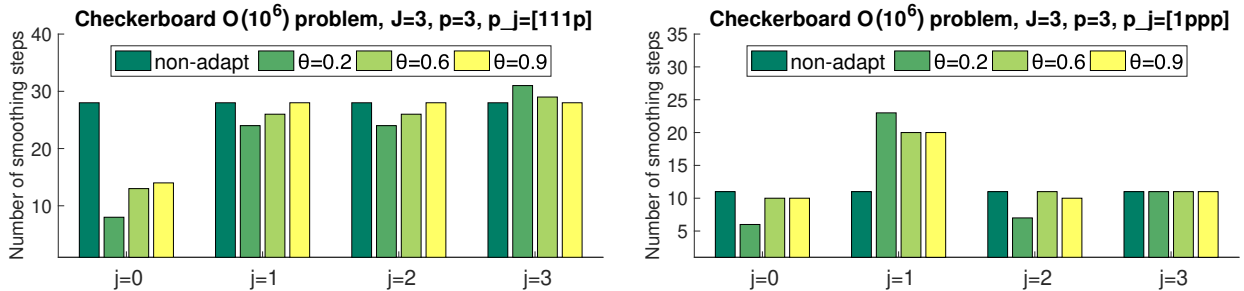 Checkerboard O(10^6) problem, J=3, p=3, p_j=[111p]
Number of smoothing steps
40
30
20
10
non-adapt θ=0.2 θ=0.6 θ=0.9
j=0 j=1 j=2 j=3
Checkerboard O(10^6) problem, J=3, p=3, p_j=[1ppp]
Number of smoothing steps
35
30
25
20
15
10
5
non-adapt θ=0.2 θ=0.6 θ=0.9
j=0 j=1 j=2 j=3